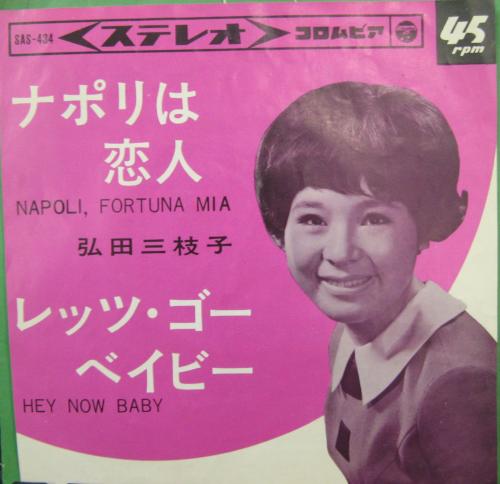 SAS-434 <ステレオ> コロムビア
45
rpm
ナポリは
恋人
NAPOLI, FORTUNA MIA
弘田三枝子
レッツ・ゴー
ベイビー
HEY NOW BABY